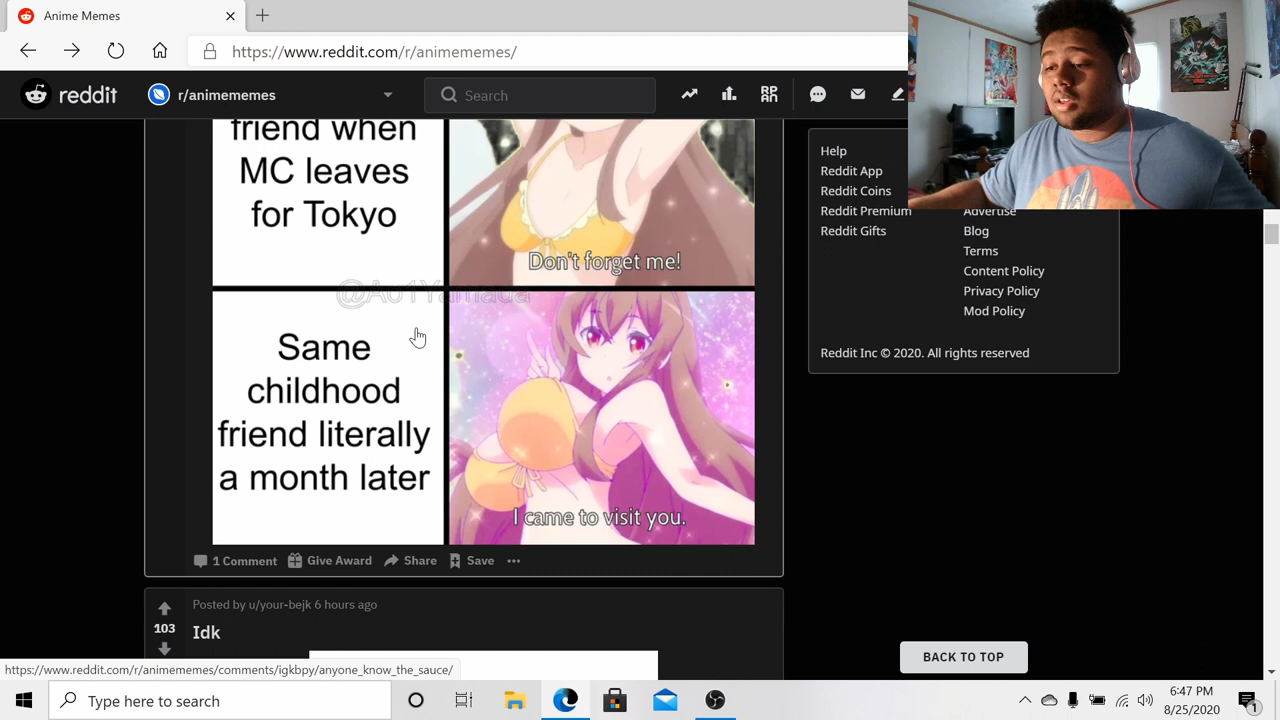 Anime Memes
https://www.reddit.com/r/animememes/
reddit
r/animememes
Search
friend when
MC leaves
for Tokyo
Don't forget me!
Same
childhood
friend literally
a month later
I came to visit you.
1 Comment
Give Award
Share
Save
Posted by u/your-bejk 6 hours ago
103
Idk
Help
Reddit App
Reddit Coins
Reddit Premium
Reddit Gifts
Advertise
Blog
Terms
Content Policy
Privacy Policy
Mod Policy
Reddit Inc © 2020. All rights reserved
BACK TO TOP
https://www.reddit.com/r/animememes/comments/igkbpy/anyone_know_the_sauce/
Type here to search
6:47 PM
8/25/2020
1